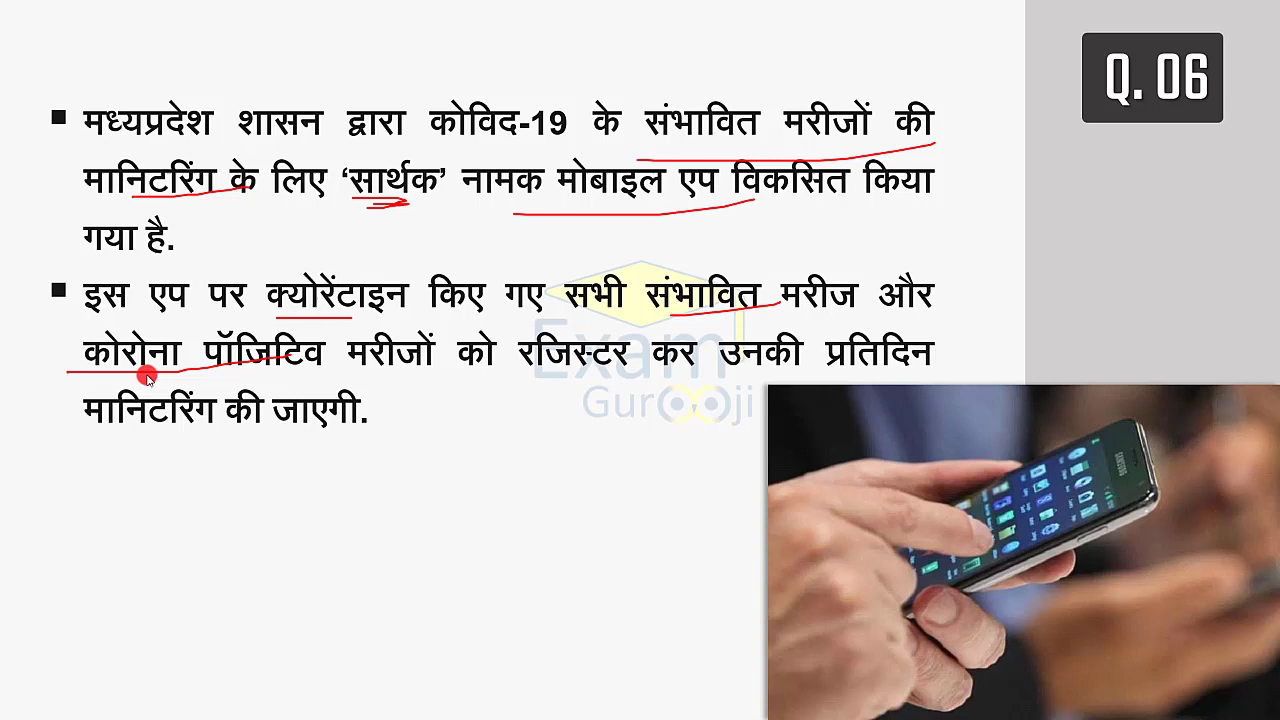 Q. 06
▪ मध्यप्रदेश शासन द्वारा कोविद-19 के संभावित मरीजों की
मानिटरिंग के लिए ‘सार्थक’ नामक मोबाइल एप विकसित किया
गया है.
▪ इस एप पर क्योरेंटाइन किए गए सभी संभावित मरीज और
कोरोना पॉजिटिव मरीजों को रजिस्टर कर उनकी प्रतिदिन
मानिटरिंग की जाएगी.
Exam
Gurooji
SAMSUNG